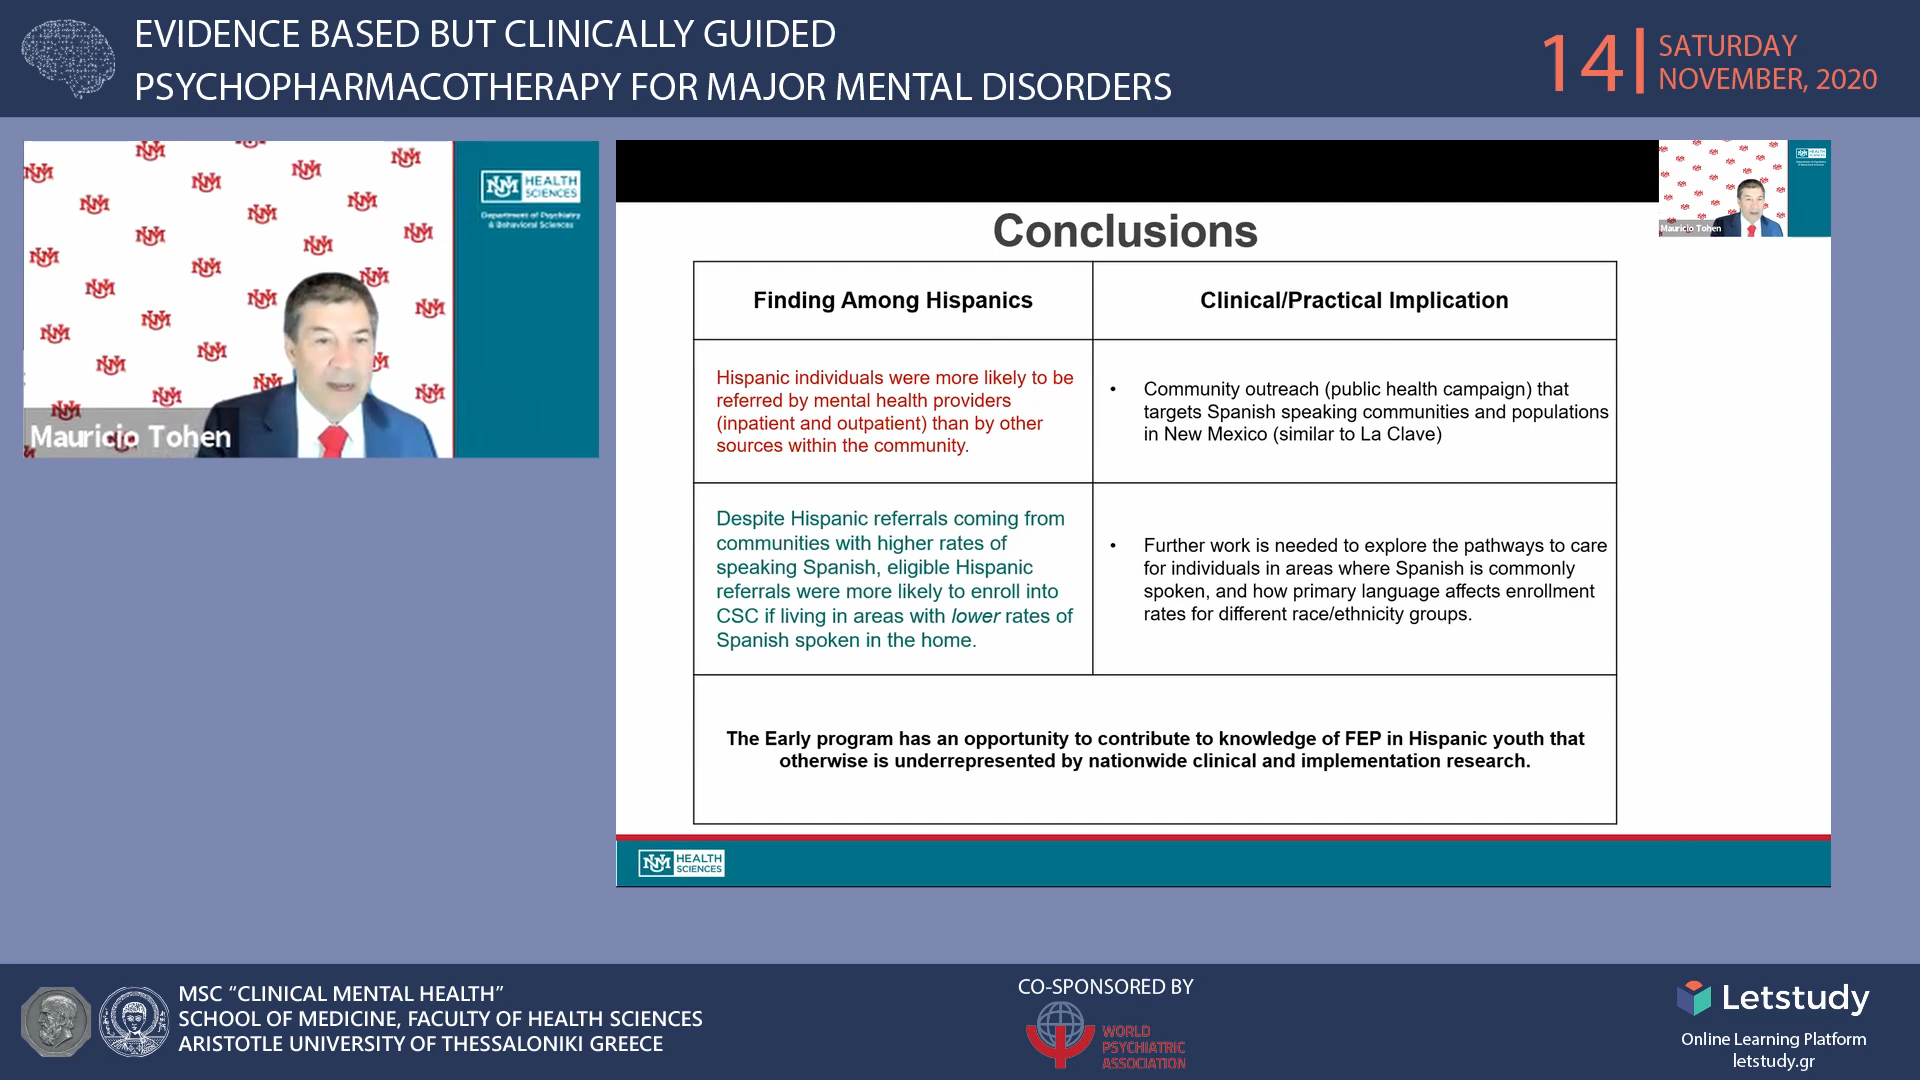 EVIDENCE BASED BUT CLINICALLY GUIDED
PSYCHOPHARMACOTHERAPY FOR MAJOR MENTAL DISORDERS
14
SATURDAY
NOVEMBER, 2020
HEALTH
SCIENCES
Department of Psychiatry
& Behavioral Sciences
Mauricio Tohen
Mauricio Tohen
Conclusions
Finding Among Hispanics
Clinical/Practical Implication
Hispanic individuals were more likely to be
referred by mental health providers
(inpatient and outpatient) than by other
sources within the community.
• Community outreach (public health campaign) that
targets Spanish speaking communities and populations
in New Mexico (similar to La Clave)
Despite Hispanic referrals coming from
communities with higher rates of
speaking Spanish, eligible Hispanic
referrals were more likely to enroll into
CSC if living in areas with lower rates of
Spanish spoken in the home.
• Further work is needed to explore the pathways to care
for individuals in areas where Spanish is commonly
spoken, and how primary language affects enrollment
rates for different race/ethnicity groups.
The Early program has an opportunity to contribute to knowledge of FEP in Hispanic youth that
otherwise is underrepresented by nationwide clinical and implementation research.
HEALTH
SCIENCES
MSC “CLINICAL MENTAL HEALTH”
SCHOOL OF MEDICINE, FACULTY OF HEALTH SCIENCES
ARISTOTLE UNIVERSITY OF THESSALONIKI GREECE
CO-SPONSORED BY
WORLD
PSYCHIATRIC
ASSOCIATION
Letstudy
Online Learning Platform
letstudy.gr